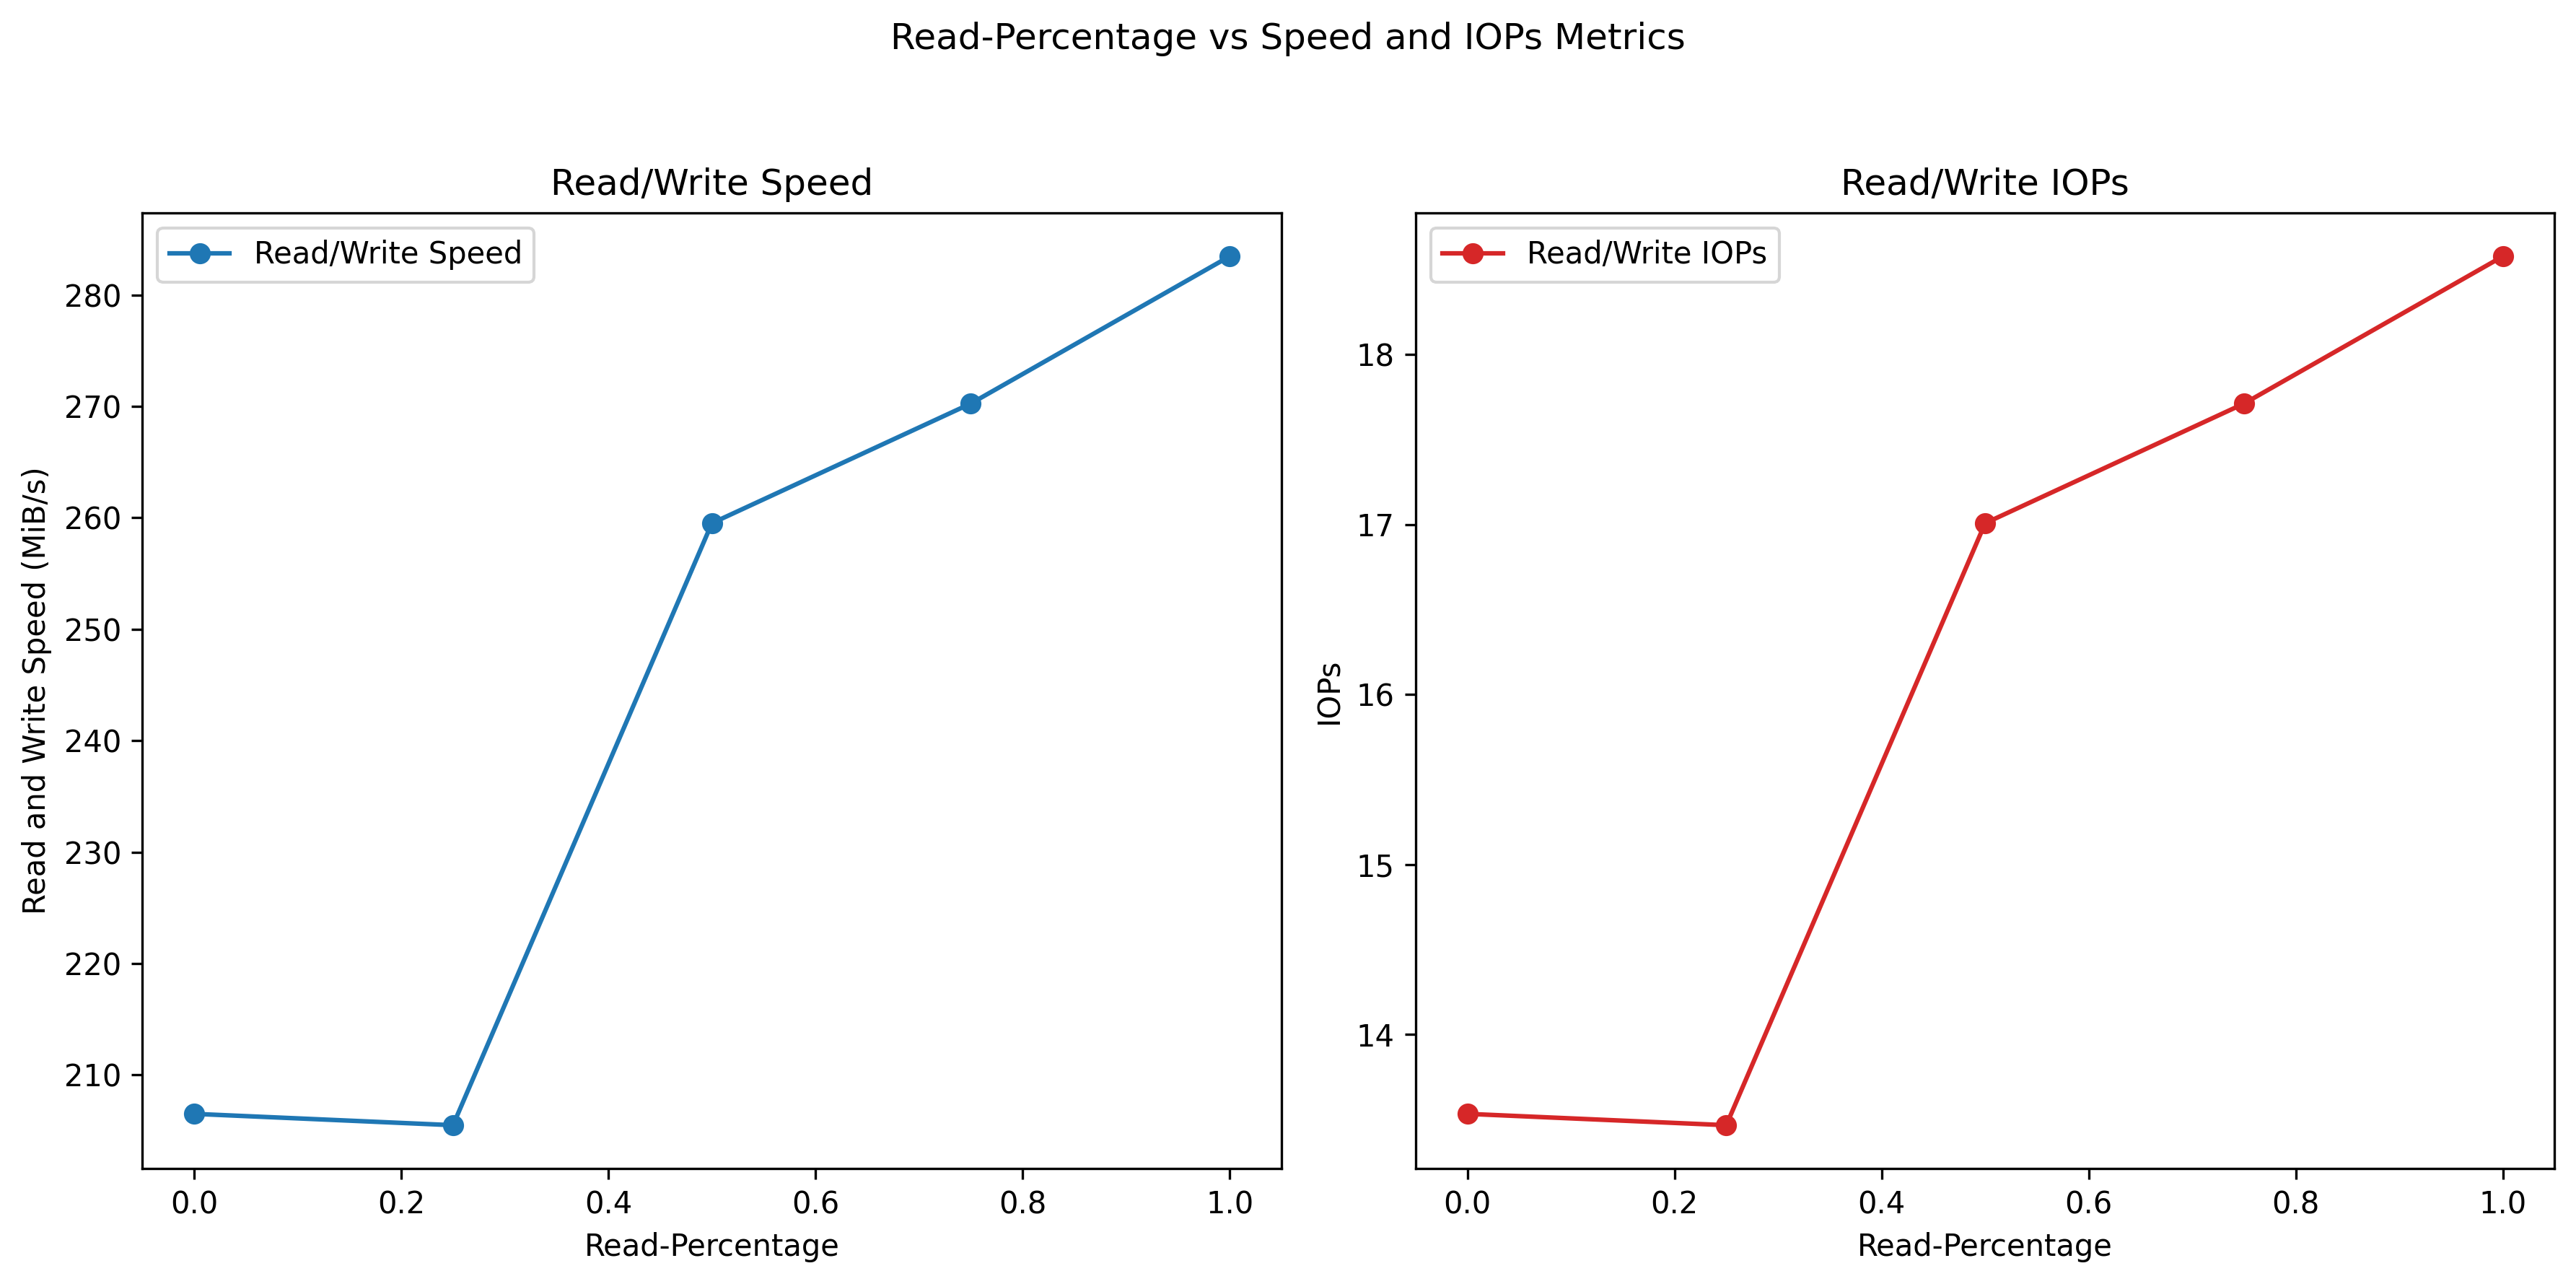 Read-Percentage vs Speed and IOPs Metrics
Read/Write Speed
Read/Write Speed
280
270
260
250
240
230
220
210
Read and Write Speed (MiB/s)
0.0 0.2 0.4 0.6 0.8 1.0
Read-Percentage
Read/Write IOPs
Read/Write IOPs
18
17
16
15
14
IOPs
0.0 0.2 0.4 0.6 0.8 1.0
Read-Percentage